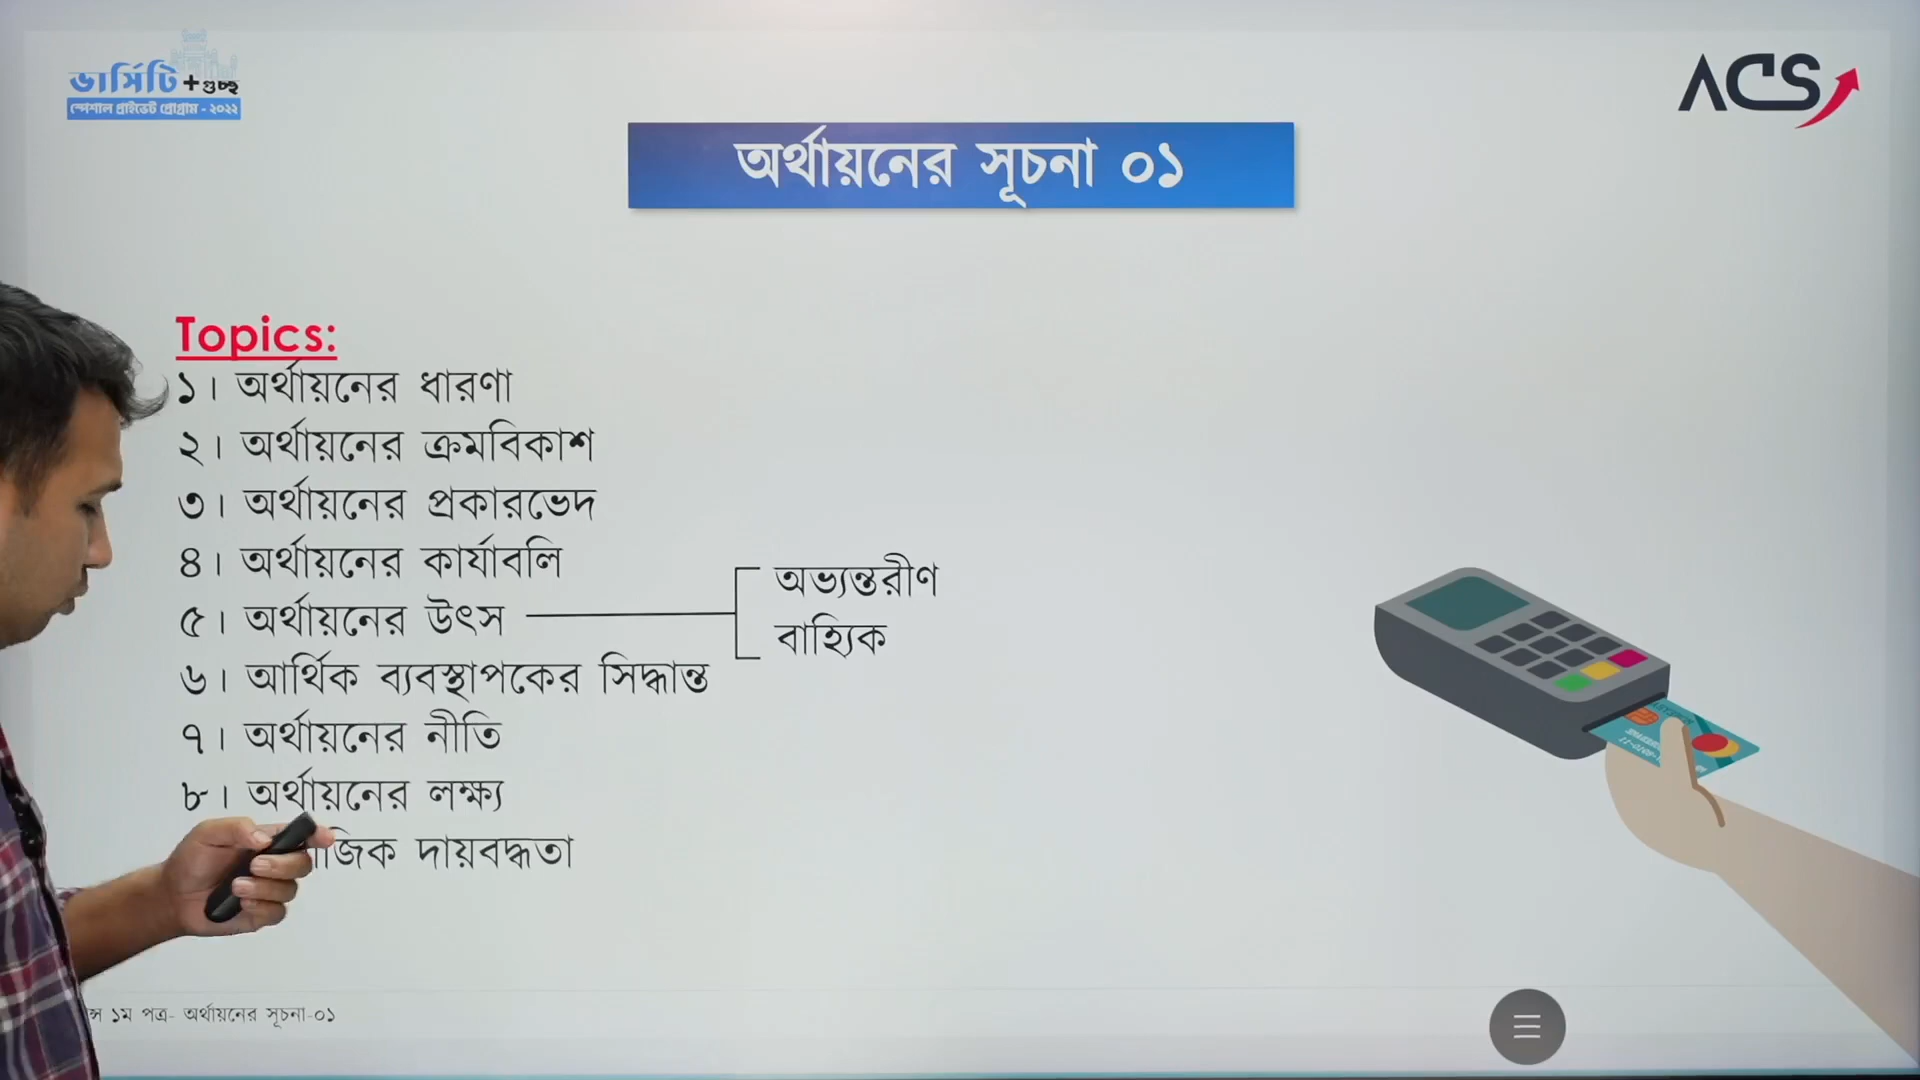 ভার্সিটি +গুচ্ছ
স্পেশাল প্রাইভেট প্রোগ্রাম - ২০২২
ACS
অর্থায়নের সূচনা ০১
Topics:
১। অর্থায়নের ধারণা
২। অর্থায়নের ক্রমবিকাশ
৩। অর্থায়নের প্রকারভেদ
৪। অর্থায়নের কার্যাবলি
৫। অর্থায়নের উৎস
অভ্যন্তরীণ
বাহ্যিক
৬। আর্থিক ব্যবস্থাপকের সিদ্ধান্ত
৭। অর্থায়নের নীতি
৮। অর্থায়নের লক্ষ্য
দায়বদ্ধতা
১ম পত্র- অর্থায়নের সূচনা-০১